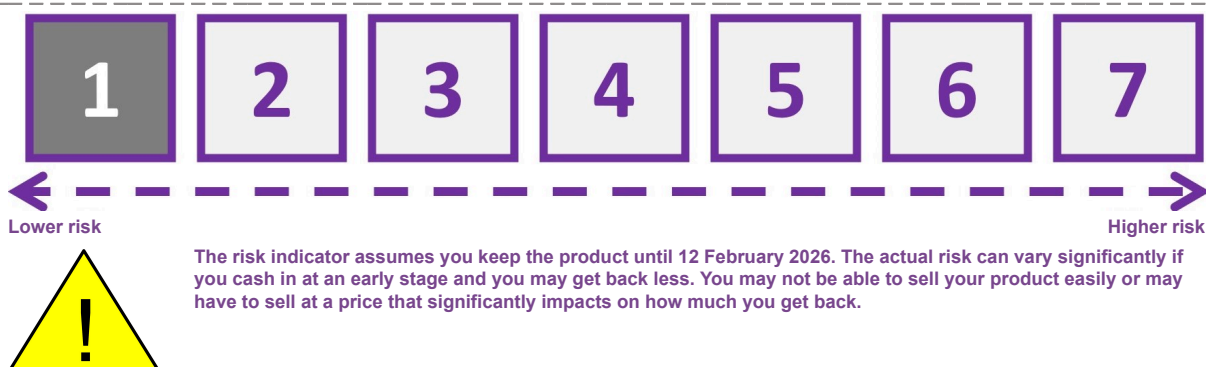 1 2 3 4 5 6 7
Lower risk Higher risk
The risk indicator assumes you keep the product until 12 February 2026. The actual risk can vary significantly if
you cash in at an early stage and you may get back less. You may not be able to sell your product easily or may
have to sell at a price that significantly impacts on how much you get back.
!